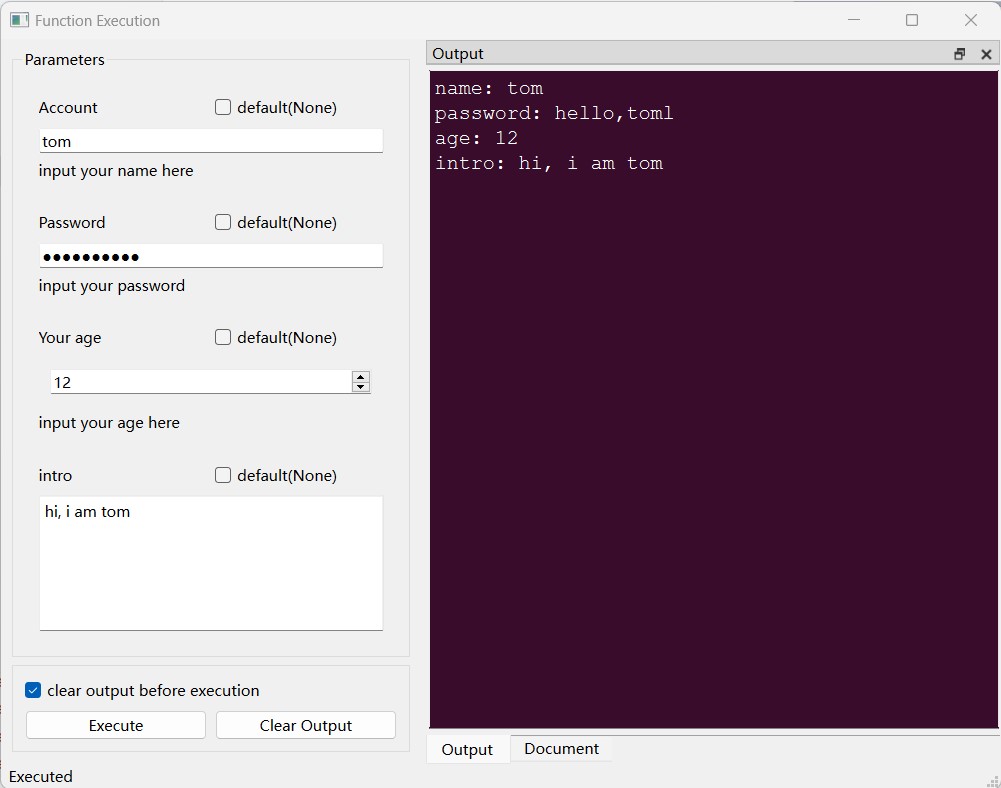 Function Execution
Parameters
Account default(None)
tom
input your name here
Password default(None)
●●●●●●●●●●
input your password
Your age default(None)
12
input your age here
intro default(None)
hi, i am tom
clear output before execution
Execute Clear Output
Executed
Output
name: tom
password: hello,toml
age: 12
intro: hi, i am tom
Output Document